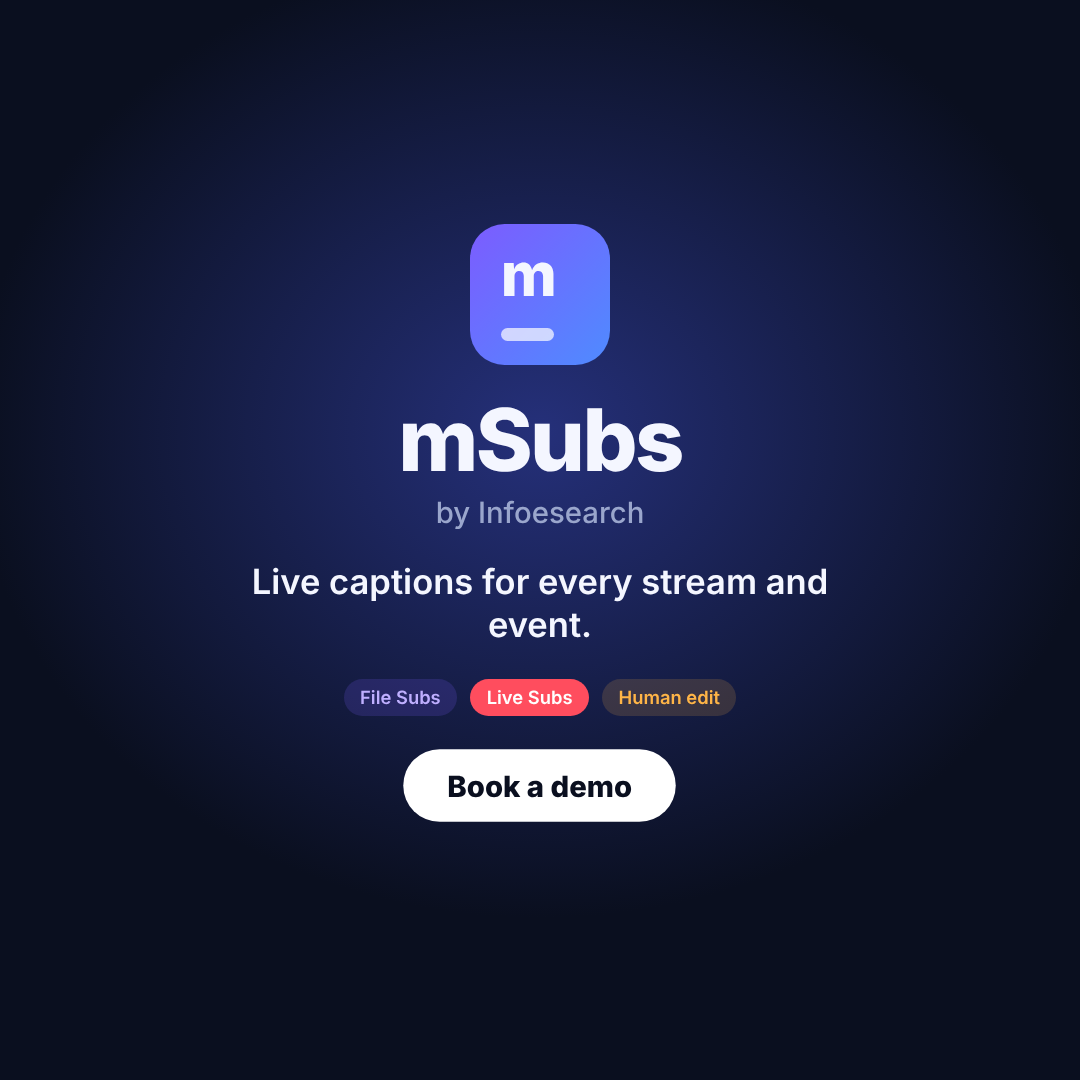 m
mSubs
by Infoesearch
Live captions for every stream and
event.
File Subs Live Subs Human edit
Book a demo